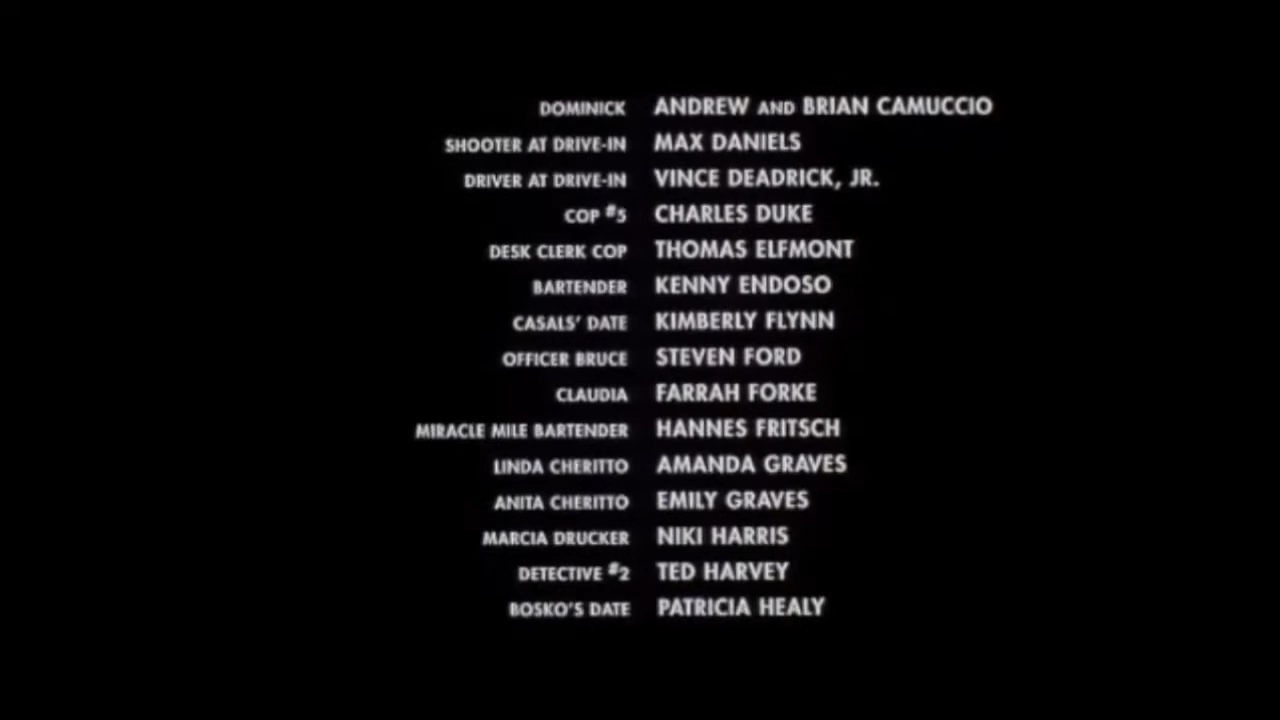 DOMINICK ANDREW AND BRIAN CAMUCCIO
SHOOTER AT DRIVE-IN MAX DANIELS
DRIVER AT DRIVE-IN VINCE DEADRICK, JR.
COP #5 CHARLES DUKE
DESK CLERK COP THOMAS ELFMONT
BARTENDER KENNY ENDOSO
CASALS' DATE KIMBERLY FLYNN
OFFICER BRUCE STEVEN FORD
CLAUDIA FARRAH FORKE
MIRACLE MILE BARTENDER HANNES FRITSCH
LINDA CHERITTO AMANDA GRAVES
ANITA CHERITTO EMILY GRAVES
MARCIA DRUCKER NIKI HARRIS
DETECTIVE #2 TED HARVEY
BOSKO'S DATE PATRICIA HEALY